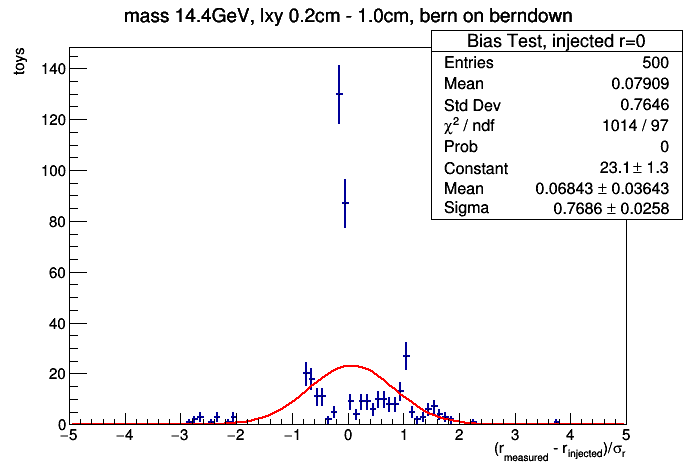 mass 14.4GeV, lxy 0.2cm - 1.0cm, bern on berndown
toys
Bias Test, injected r=0
Entries 500
Mean 0.07909
Std Dev 0.7646
χ² / ndf 1014 / 97
Prob 0
Constant 23.1 ± 1.3
Mean 0.06843 ± 0.03643
Sigma 0.7686 ± 0.0258
140
120
100
80
60
40
20
0
−5 −4 −3 −2 −1 0 1 2 3 4 5
(r_measured - r_injected)/σ_r